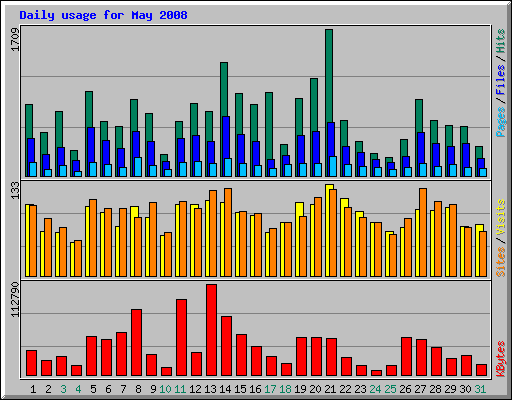 Daily usage for May 2008
1709
Pages / Files / Hits
133
Sites / Visits
112790
KBytes
1 2 3 4 5 6 7 8 9 10 11 12 13 14 15 16 17 18 19 20 21 22 23 24 25 26 27 28 29 30 31